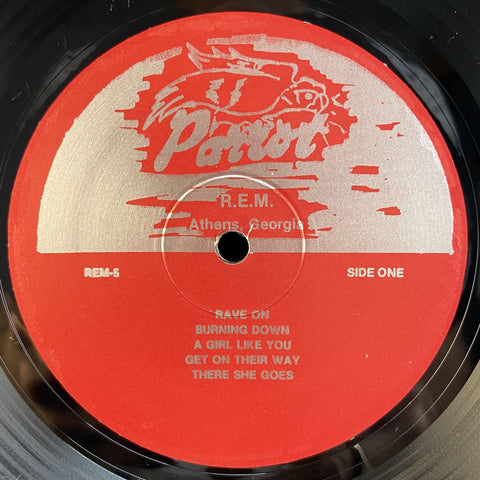 Parrot
R.E.M.
Athens, Georgia
REM-5
SIDE ONE
RAVE ON
BURNING DOWN
A GIRL LIKE YOU
GET ON THEIR WAY
THERE SHE GOES